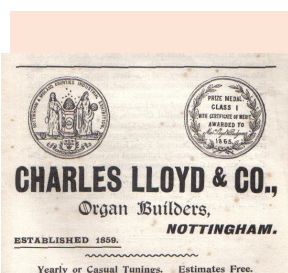 PRIZE MEDAL
CLASS I
WITH CERTIFICATE OF MERIT
AWARDED TO
1865
CHARLES LLOYD & CO.,
Organ Builders,
NOTTINGHAM.
ESTABLISHED 1859.
Yearly or Casual Tunings. Estimates Free.